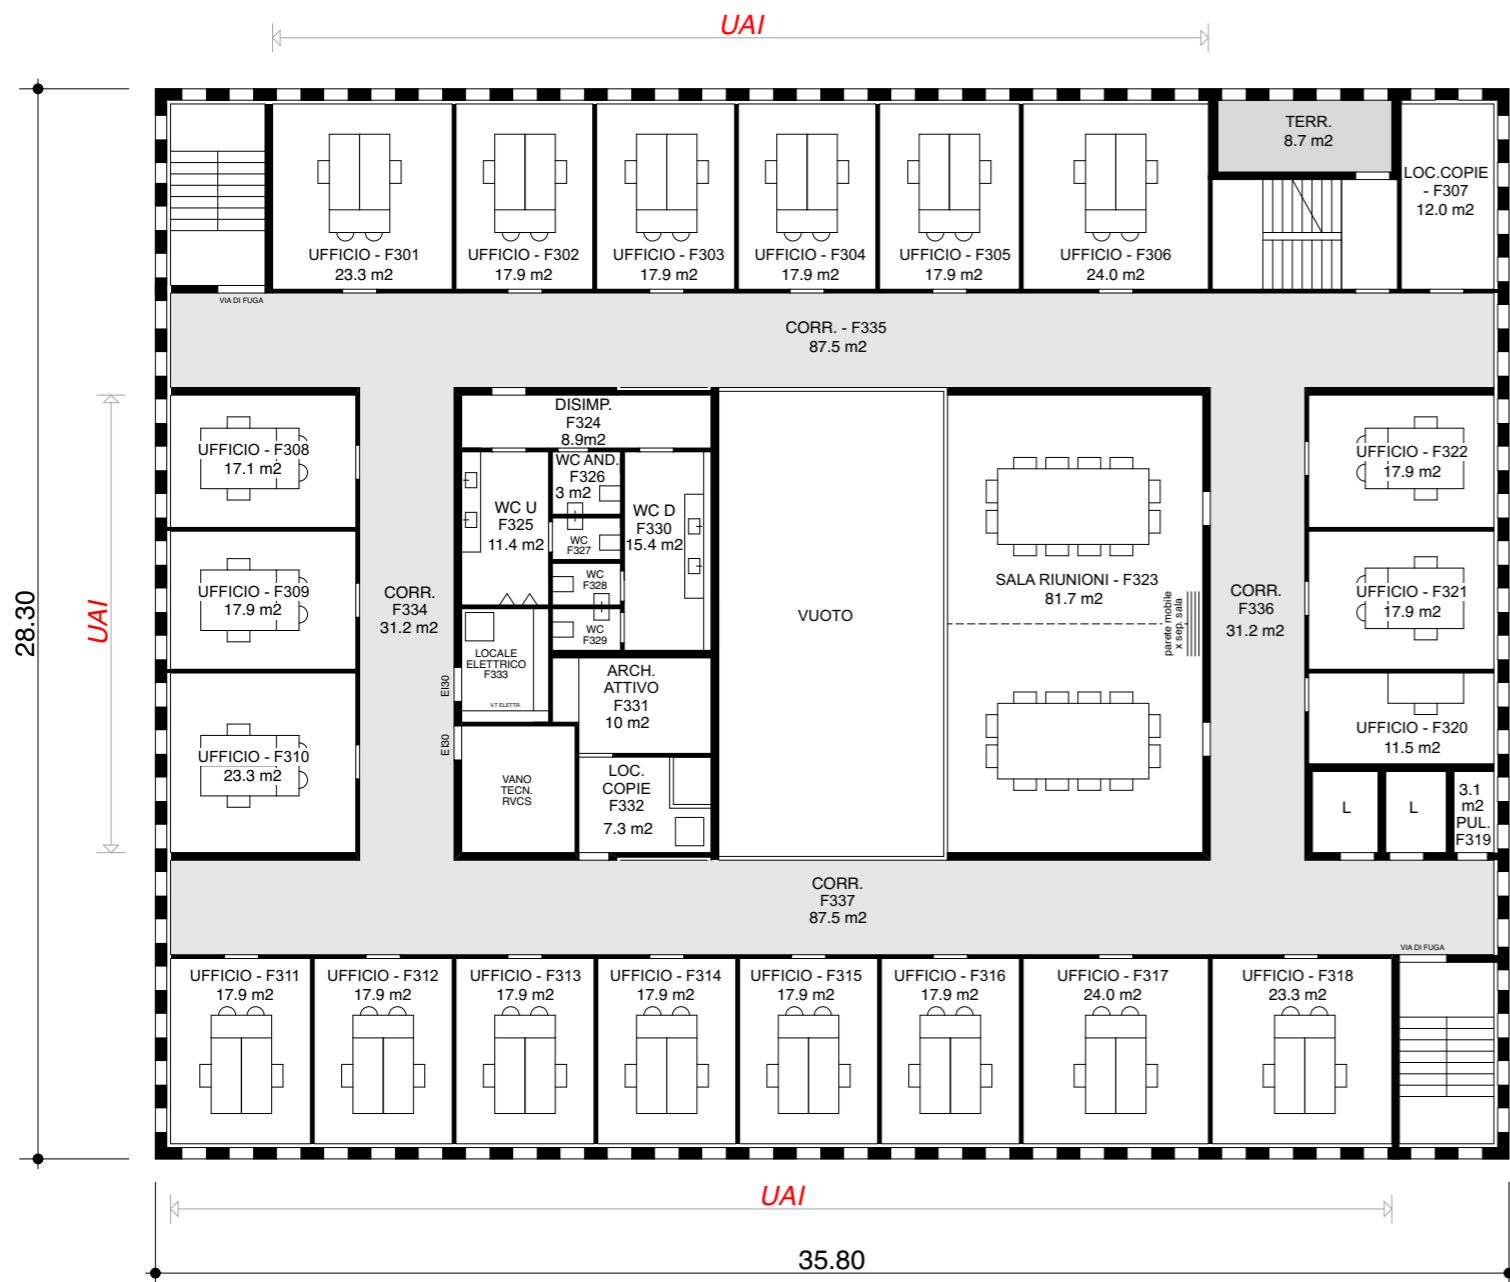 UAI
TERR.
8.7 m2
LOC.COPIE
- F307
12.0 m2
UFFICIO - F301
23.3 m2
UFFICIO - F302
17.9 m2
UFFICIO - F303
17.9 m2
UFFICIO - F304
17.9 m2
UFFICIO - F305
17.9 m2
UFFICIO - F306
24.0 m2
VIA DI FUGA
CORR. - F335
87.5 m2
28.30
UAI
UFFICIO - F308
17.1 m2
UFFICIO - F309
17.9 m2
UFFICIO - F310
23.3 m2
CORR.
F334
31.2 m2
EI30
EI30
DISIMP.
F324
8.9m2
WC U
F325
11.4 m2
WC AND.
F326
3 m2
WC
F327
WC
F328
WC
F329
WC D
F330
15.4 m2
LOCALE
ELETTRICO
F333
V.T ELETTR.
ARCH.
ATTIVO
F331
10 m2
VANO
TECN.
RVCS
LOC.
COPIE
F332
7.3 m2
VUOTO
SALA RIUNIONI - F323
81.7 m2
parete mobile
x sep. sala
CORR.
F336
31.2 m2
UFFICIO - F322
17.9 m2
UFFICIO - F321
17.9 m2
UFFICIO - F320
11.5 m2
L
L
3.1
m2
PUL.
F319
CORR.
F337
87.5 m2
VIA DI FUGA
UFFICIO - F311
17.9 m2
UFFICIO - F312
17.9 m2
UFFICIO - F313
17.9 m2
UFFICIO - F314
17.9 m2
UFFICIO - F315
17.9 m2
UFFICIO - F316
17.9 m2
UFFICIO - F317
24.0 m2
UFFICIO - F318
23.3 m2
UAI
35.80